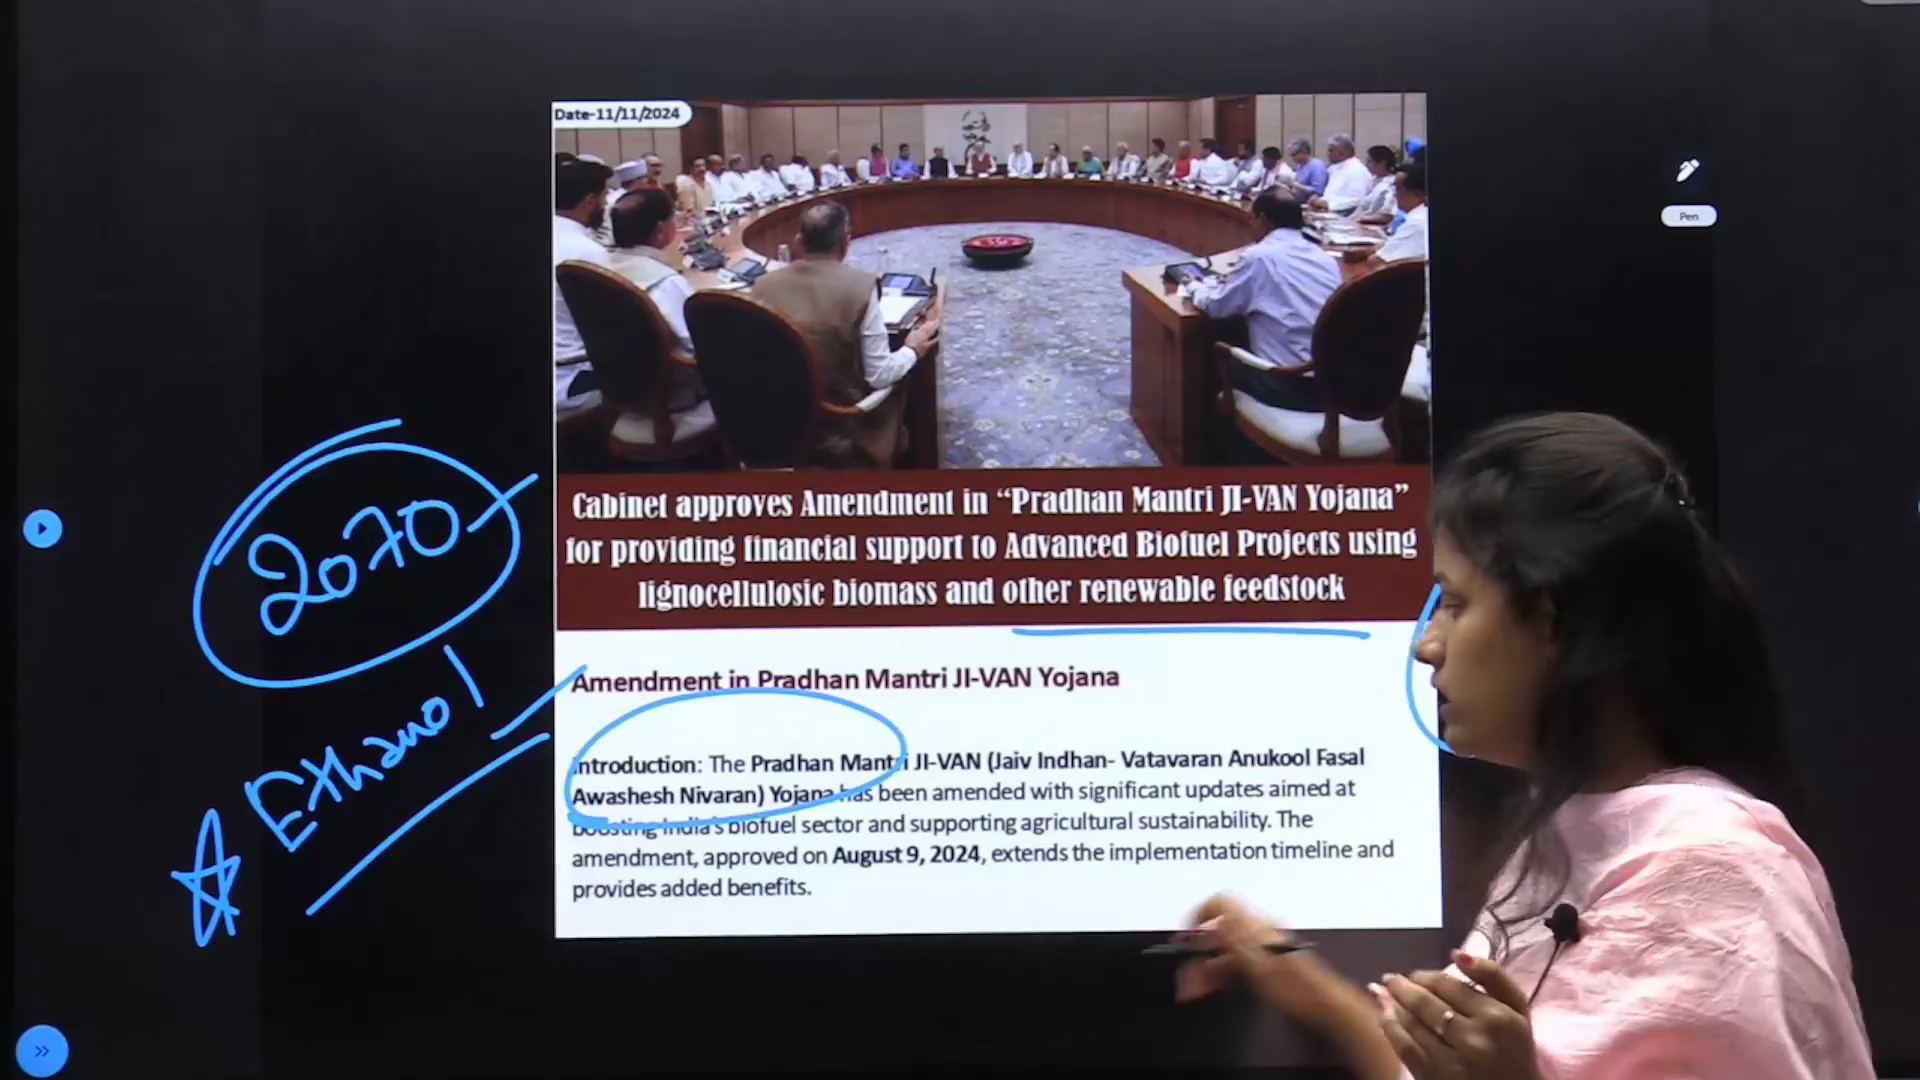 Date-11/11/2024
Pen
Cabinet approves Amendment in “Pradhan Mantri JI-VAN Yojana”
for providing financial support to Advanced Biofuel Projects using
lignocellulosic biomass and other renewable feedstock
2070
Amendment in Pradhan Mantri JI-VAN Yojana
Ethanol
Introduction: The Pradhan Mantri JI-VAN (Jaiv Indhan- Vatavaran Anukool Fasal
Awashesh Nivaran) Yojana has been amended with significant updates aimed at
boosting India's biofuel sector and supporting agricultural sustainability. The
amendment, approved on August 9, 2024, extends the implementation timeline and
provides added benefits.